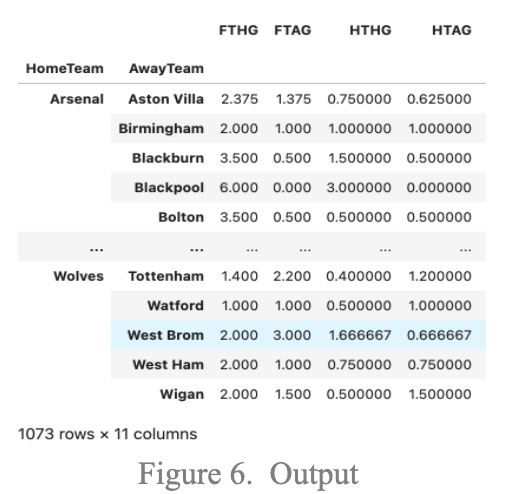 FTHG FTAG HTHG HTAG
HomeTeam AwayTeam
Arsenal Aston Villa 2.375 1.375 0.750000 0.625000
Birmingham 2.000 1.000 1.000000 1.000000
Blackburn 3.500 0.500 1.500000 0.500000
Blackpool 6.000 0.000 3.000000 0.000000
Bolton 3.500 0.500 0.500000 0.500000
... ... ... ... ... ...
Wolves Tottenham 1.400 2.200 0.400000 1.200000
Watford 1.000 1.000 0.500000 1.000000
West Brom 2.000 3.000 1.666667 0.666667
West Ham 2.000 1.000 0.750000 0.750000
Wigan 2.000 1.500 0.500000 1.500000
1073 rows × 11 columns
Figure 6. Output